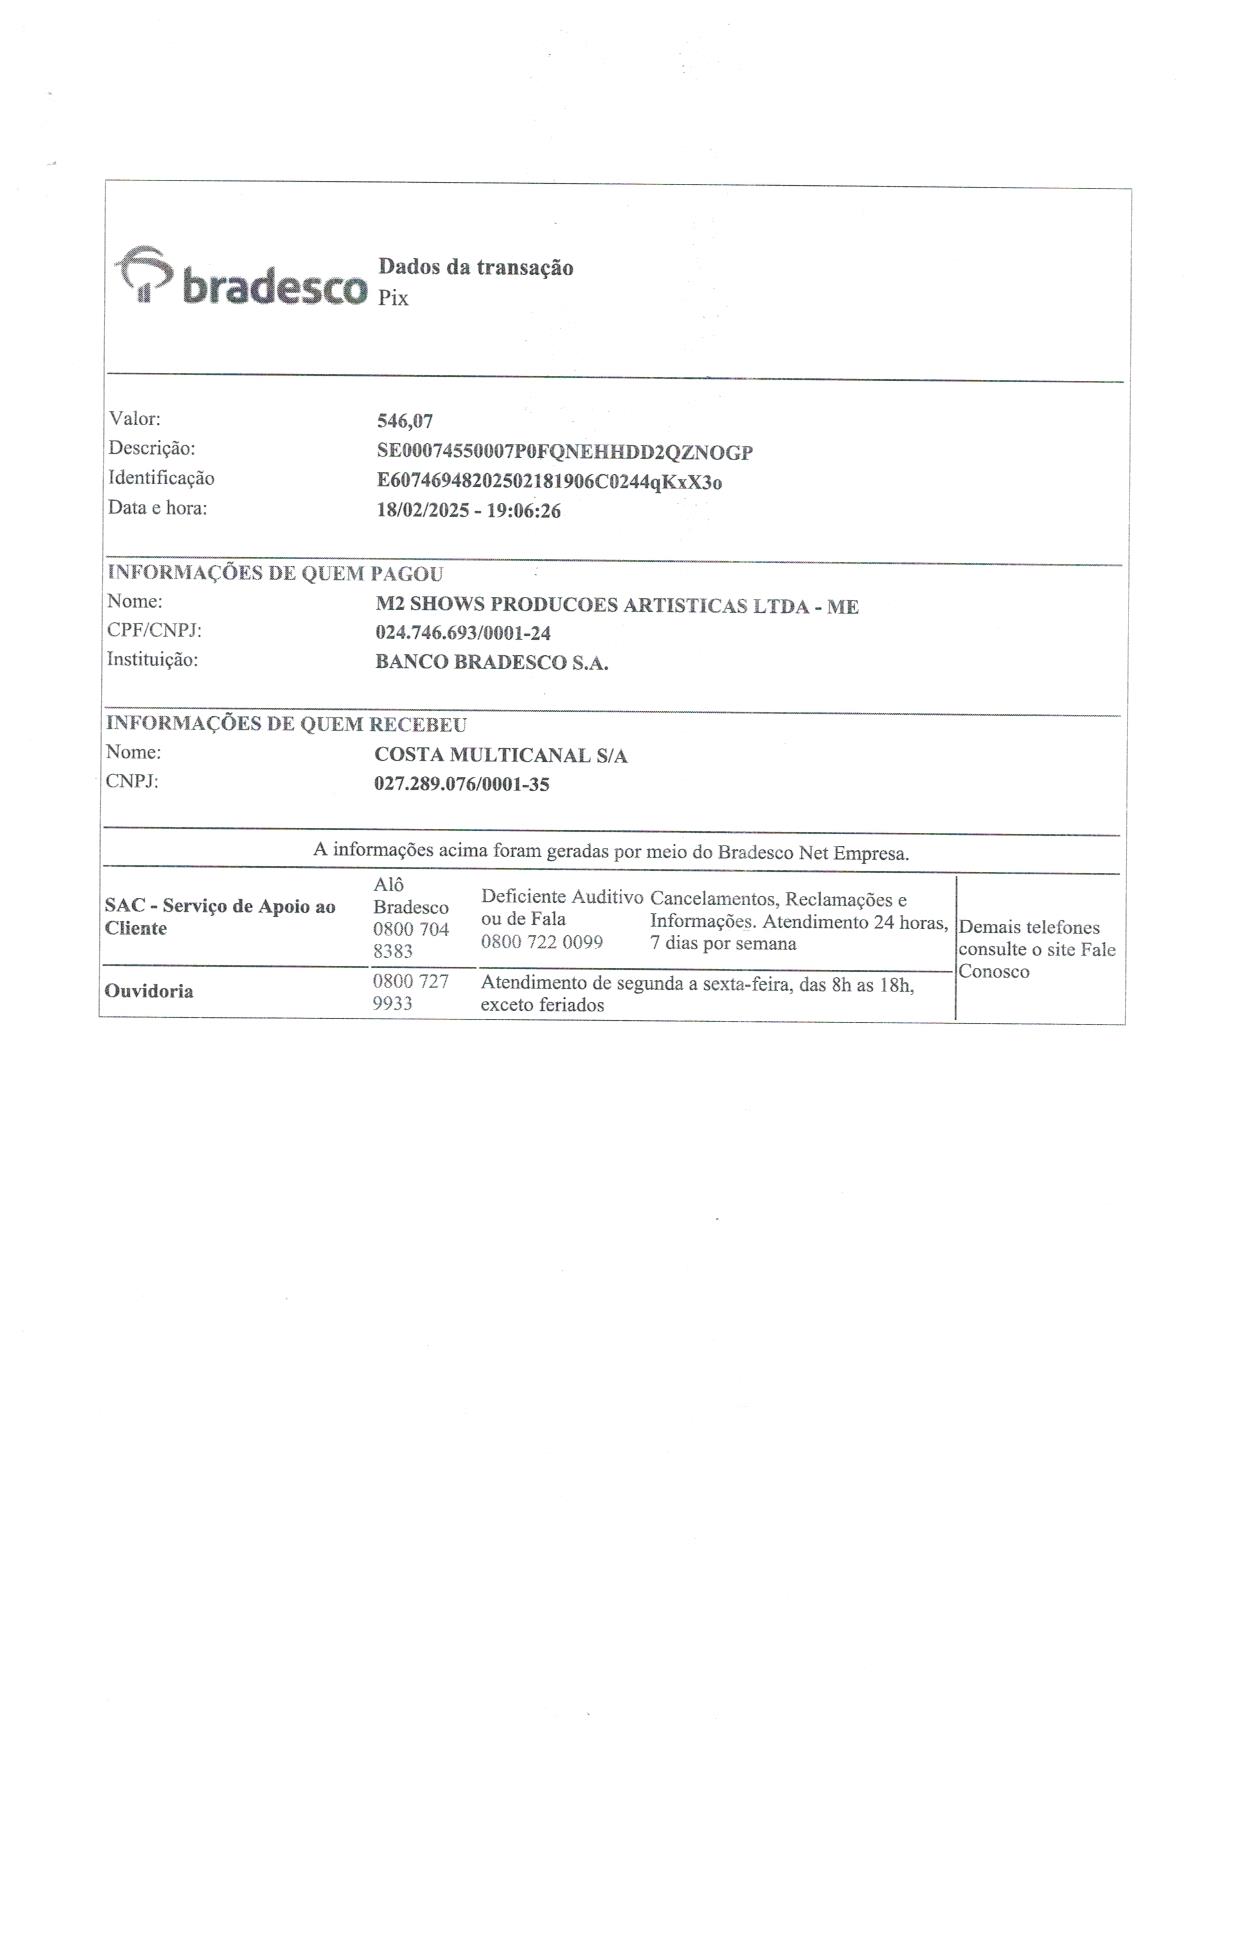 bradesco
Dados da transação
Pix
Valor: 546,07
Descrição: SE00074550007P0FQNEHHDD2QZNOGP
Identificação E60746948202502181906C0244qKxX3o
Data e hora: 18/02/2025 - 19:06:26
INFORMAÇÕES DE QUEM PAGOU
Nome: M2 SHOWS PRODUCOES ARTISTICAS LTDA - ME
CPF/CNPJ: 024.746.693/0001-24
Instituição: BANCO BRADESCO S.A.
INFORMAÇÕES DE QUEM RECEBEU
Nome: COSTA MULTICANAL S/A
CNPJ: 027.289.076/0001-35
A informações acima foram geradas por meio do Bradesco Net Empresa.
SAC - Serviço de Apoio ao
Cliente
Alô
Bradesco
0800 704
8383
Deficiente Auditivo
ou de Fala
0800 722 0099
Cancelamentos, Reclamações e
Informações. Atendimento 24 horas,
7 dias por semana
Demais telefones
consulte o site Fale
Conosco
Ouvidoria
0800 727
9933
Atendimento de segunda a sexta-feira, das 8h as 18h,
exceto feriados